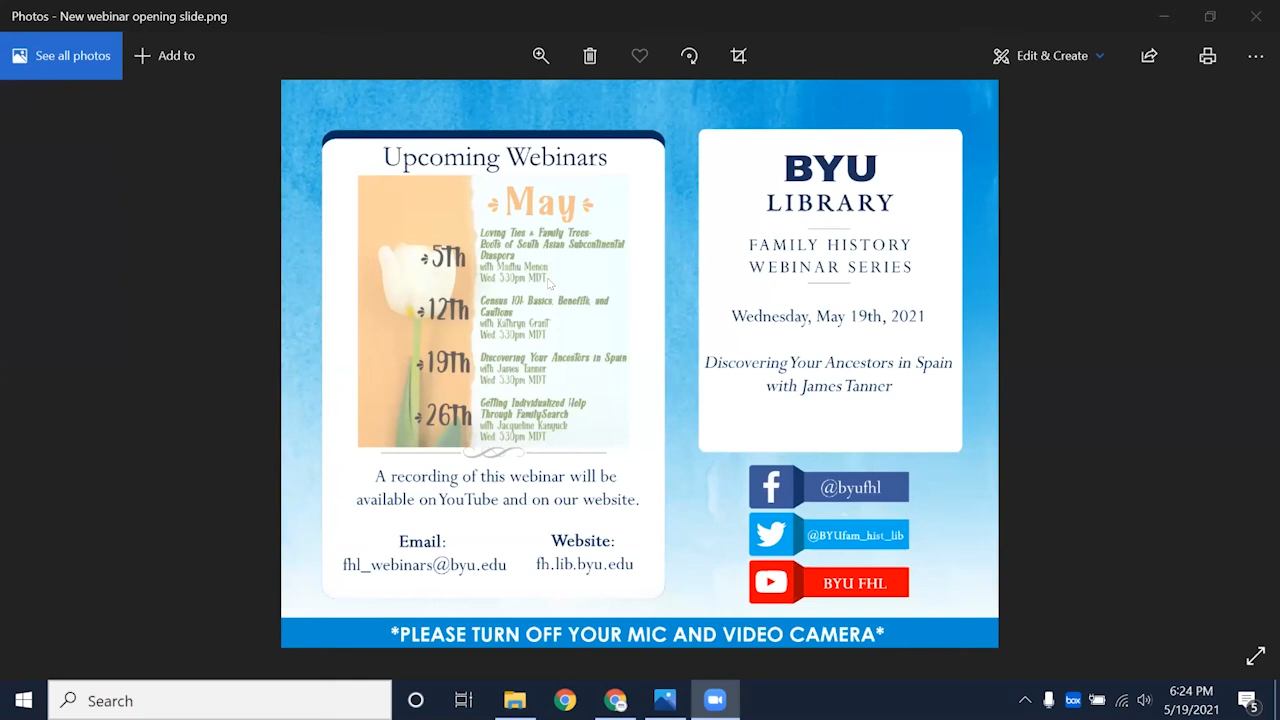 Photos - New webinar opening slide.png
See all photos
Add to
Edit & Create
Upcoming Webinars
May
5th
Loving Ties & Family Trees-
Roots of South Asian Subcontinental
Diaspora
with Madhu Menon
Wed 5:30pm MDT
12th
Census 101: Basics, Benefits, and
Cautions
with Kathryn Grant
Wed 5:30pm MDT
19th
Discovering Your Ancestors in Spain
with James Tanner
Wed 5:30pm MDT
26th
Getting Individualized Help
Through FamilySearch
with Jacqueline
Wed 5:30pm MDT
A recording of this webinar will be
available on YouTube and on our website.
Email:
fhl_webinars@byu.edu
Website:
fh.lib.byu.edu
BYU
LIBRARY
FAMILY HISTORY
WEBINAR SERIES
Wednesday, May 19th, 2021
Discovering Your Ancestors in Spain
with James Tanner
@byufhl
@BYUfam_hist_lib
BYU FHL
*PLEASE TURN OFF YOUR MIC AND VIDEO CAMERA*
Search
box
6:24 PM
5/19/2021
5